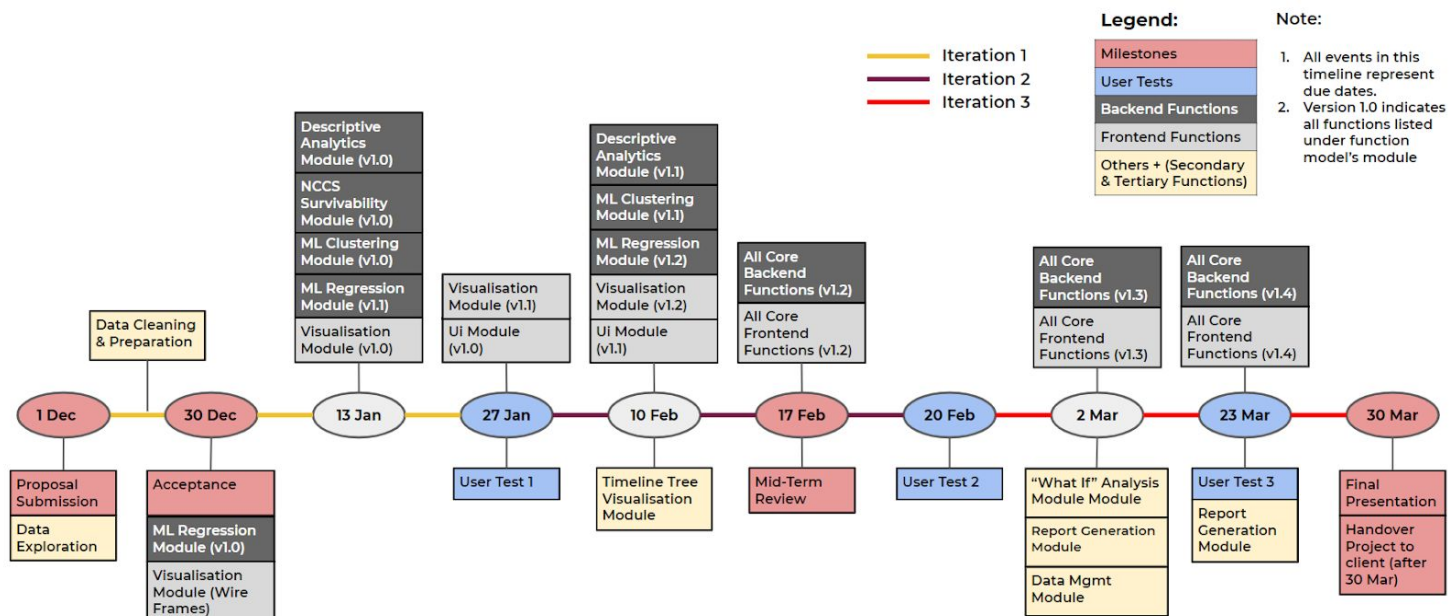 Legend:
Note:
Iteration 1
Iteration 2
Iteration 3
Milestones
User Tests
Backend Functions
Frontend Functions
Others + (Secondary
& Tertiary Functions)
1. All events in this
timeline represent
due dates.
2. Version 1.0 indicates
all functions listed
under function
model's module
Data Cleaning
& Preparation
Descriptive
Analytics
Module (v1.0)
NCCS
Survivability
Module (v1.0)
ML Clustering
Module (v1.0)
ML Regression
Module (v1.1)
Visualisation
Module (v1.0)
Visualisation
Module (v1.1)
Ui Module
(v1.0)
Descriptive
Analytics
Module (v1.1)
ML Clustering
Module (v1.1)
ML Regression
Module (v1.2)
Visualisation
Module (v1.2)
Ui Module
(v1.1)
All Core
Backend
Functions (v1.2)
All Core
Frontend
Functions (v1.2)
All Core
Backend
Functions (v1.3)
All Core
Frontend
Functions (v1.3)
All Core
Backend
Functions (v1.4)
All Core
Frontend
Functions (v1.4)
1 Dec
30 Dec
13 Jan
27 Jan
10 Feb
17 Feb
20 Feb
2 Mar
23 Mar
30 Mar
Proposal
Submission
Data
Exploration
Acceptance
ML Regression
Module (v1.0)
Visualisation
Module (Wire
Frames)
User Test 1
Timeline Tree
Visualisation
Module
Mid-Term
Review
User Test 2
"What If" Analysis
Module Module
Report Generation
Module
Data Mgmt
Module
User Test 3
Report
Generation
Module
Final
Presentation
Handover
Project to
client (after
30 Mar)